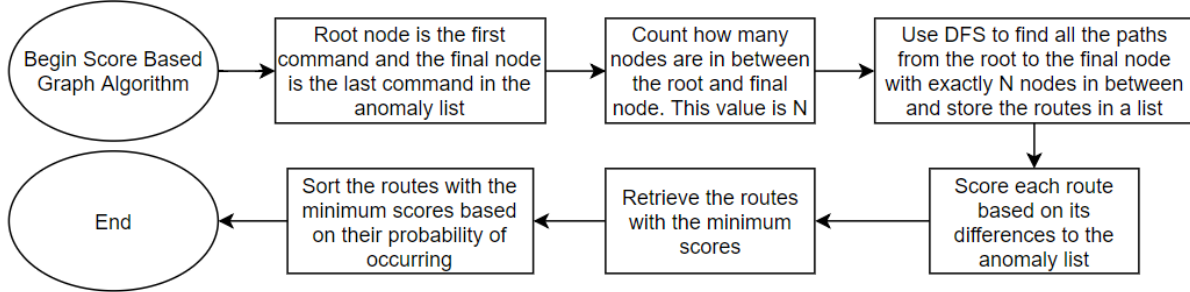 Begin Score Based
Graph Algorithm
Root node is the first
command and the final node
is the last command in the
anomaly list
Count how many
nodes are in between
the root and final
node. This value is N
Use DFS to find all the paths
from the root to the final node
with exactly N nodes in between
and store the routes in a list
Score each route
based on its
differences to the
anomaly list
Retrieve the routes
with the minimum
scores
Sort the routes with the
minimum scores based
on their probability of
occurring
End